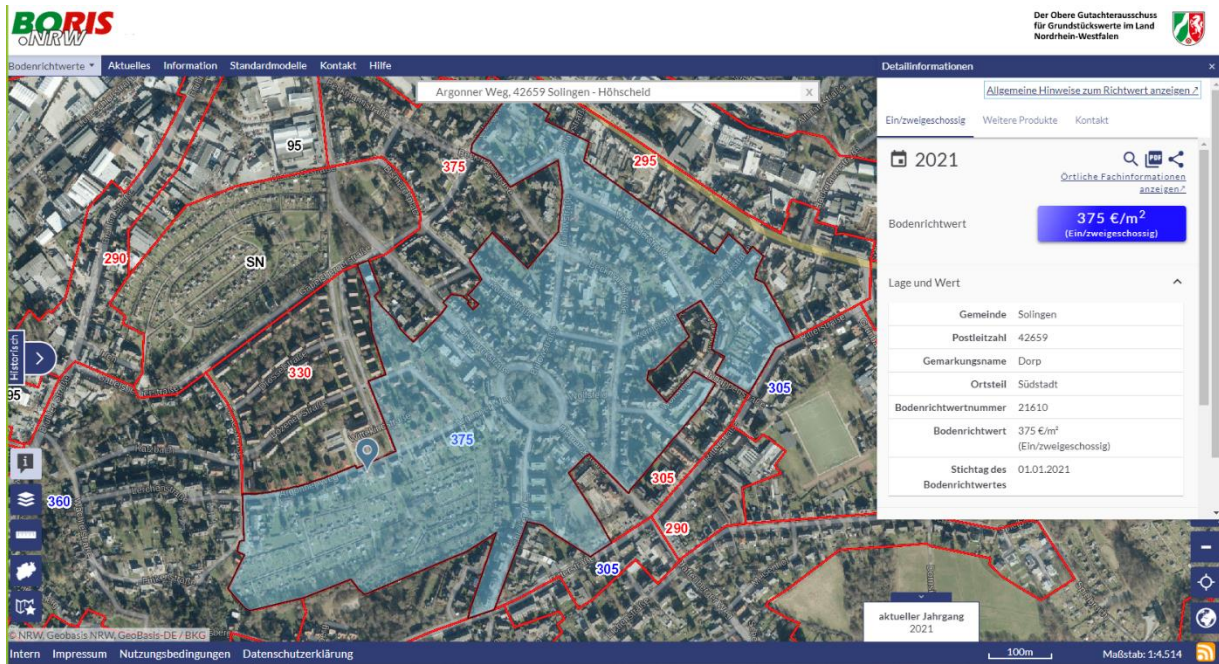 BORIS
.NRW
Der Obere Gutachterausschuss
für Grundstückswerte im Land
Nordrhein-Westfalen
Bodenrichtwerte Aktuelles Information Standardmodelle Kontakt Hilfe
Argonner Weg, 42659 Solingen - Höhscheid x
Detailinformationen x
Allgemeine Hinweise zum Richtwert anzeigen
Ein/zweigeschossig Weitere Produkte Kontakt
2021
PDF
Örtliche Fachinformationen
anzeigen
Bodenrichtwert
375 €/m²
(Ein/zweigeschossig)
Lage und Wert
Gemeinde Solingen
Postleitzahl 42659
Gemarkungsname Dorp
Ortsteil Südstadt
Bodenrichtwertnummer 21610
Bodenrichtwert 375 €/m²
(Ein/zweigeschossig)
Stichtag des 01.01.2021
Bodenrichtwertes
95
375
295
290
SN
Historisch
330
95
305
375
360
305
290
305
aktueller Jahrgang
2021
© NRW, Geobasis NRW, GeoBasis-DE / BKG
Intern Impressum Nutzungsbedingungen Datenschutzerklärung
100m
Maßstab: 1:4.514